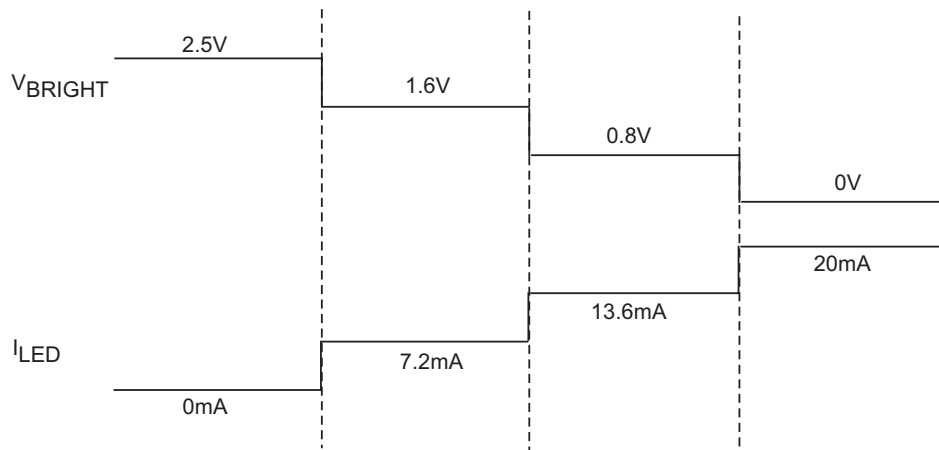 2.5V
VBRIGHT
1.6V
0.8V
0V
20mA
13.6mA
ILED
7.2mA
0mA